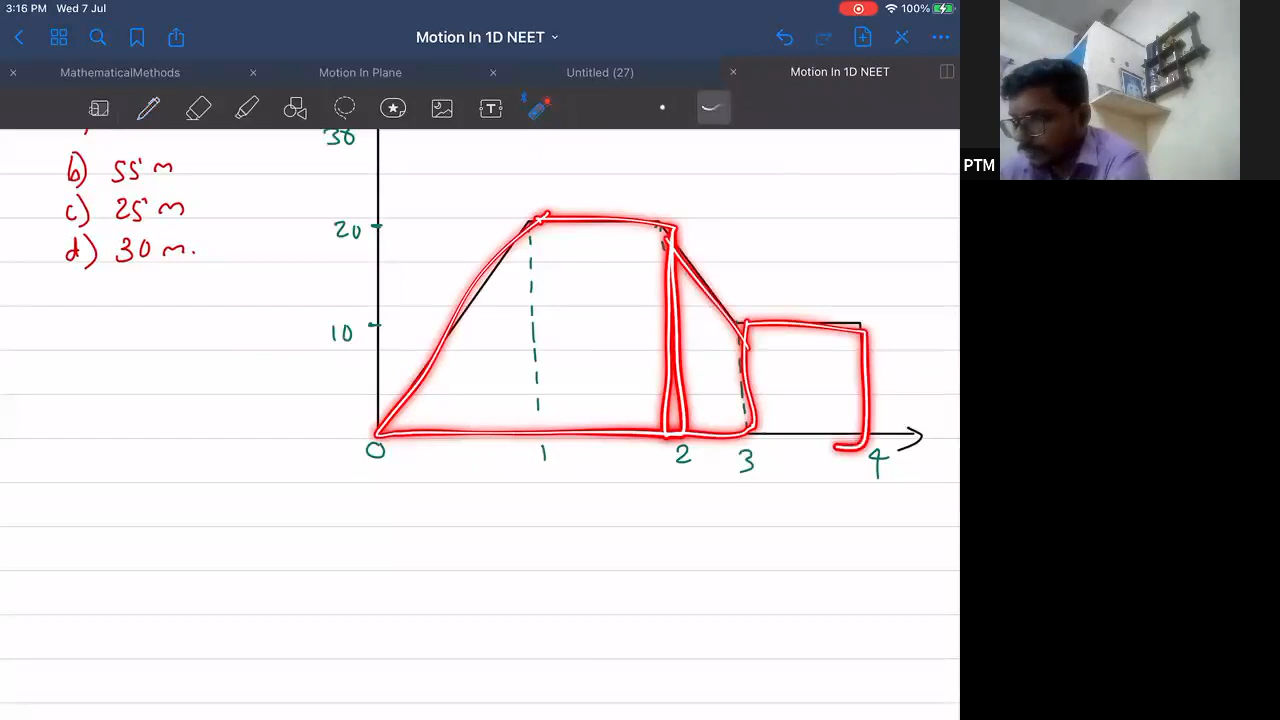 3:16 PM Wed 7 Jul
100%
Motion In 1D NEET
MathematicalMethods
Motion In Plane
Untitled (27)
Motion In 1D NEET
PTM
30
b) 55 m
c) 25 m
d) 30 m.
20
10
0 1 2 3 4